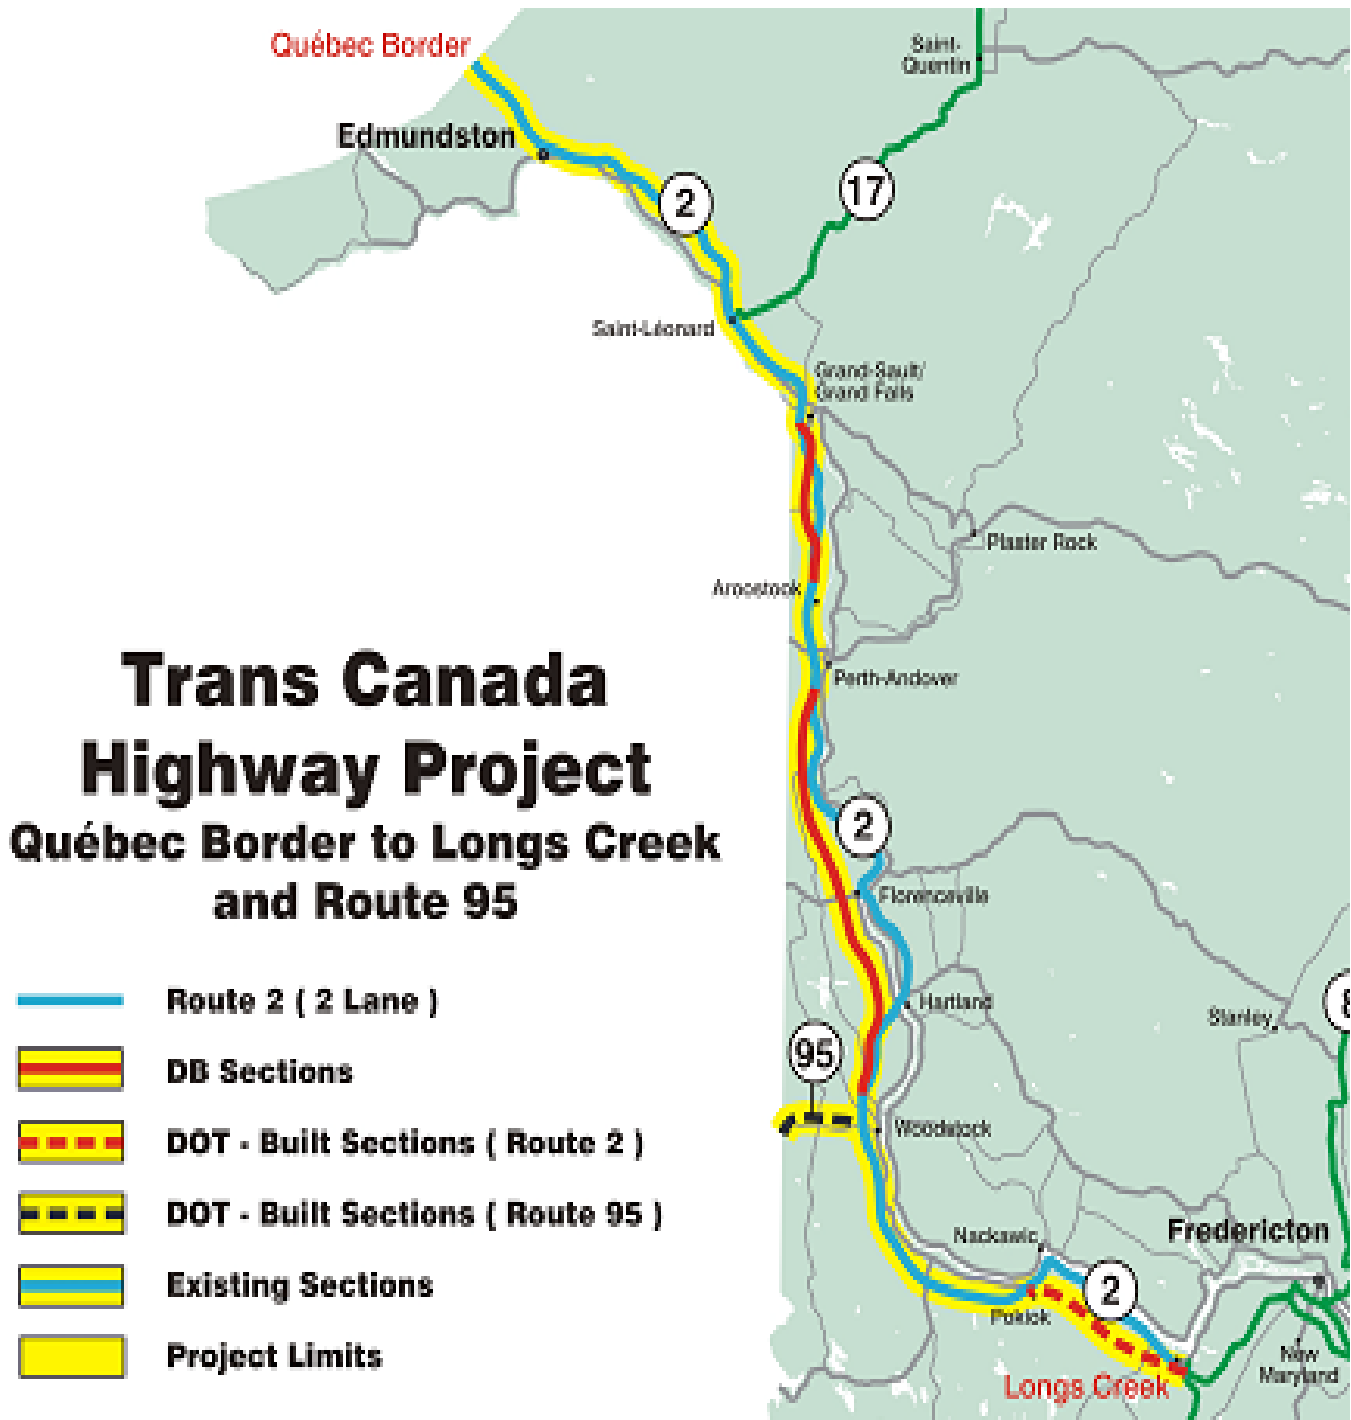 Québec Border
Saint-
Quentin
Edmundston
2
17
Saint-Léonard
Grand-Sault/
Grand Falls
Plaster Rock
Aroostook
Perth-Andover
Trans Canada
Highway Project
Québec Border to Longs Creek
and Route 95
2
Florenceville
Hartland
Stanley
8
95
Woodstock
Route 2 ( 2 Lane )
DB Sections
DOT - Built Sections ( Route 2 )
DOT - Built Sections ( Route 95 )
Existing Sections
Project Limits
Nackawic
Fredericton
2
Pokiok
New
Maryland
Longs Creek